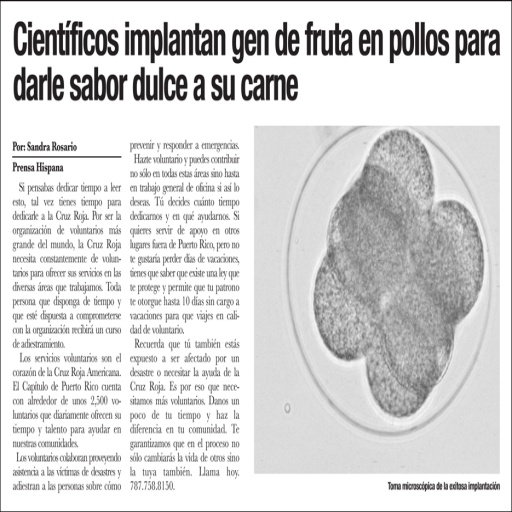 Científicos implantan gen de fruta en pollos para
darle sabor dulce a su carne
Por: Sandra Rosario
Prensa Hispana
Si pensabas dedicar tiempo a leer
esto, tal vez tienes tiempo para
dedicarle a la Cruz Roja. Por ser la
organización de voluntarios más
grande del mundo, la Cruz Roja
necesita constantemente de volun-
tarios para ofrecer sus servicios en las
diversas áreas que trabajamos. Toda
persona que disponga de tiempo y
que esté dispuesta a comprometerse
con la organización recibirá un curso
de adiestramiento.
Los servicios voluntarios son el
corazón de la Cruz Roja Americana.
El Capítulo de Puerto Rico cuenta
con alrededor de unos 2,500 vo-
luntarios que diariamente ofrecen su
tiempo y talento para ayudar en
nuestras comunidades.
Los voluntarios colaboran proveyendo
asistencia a las víctimas de desastres y
adiestran a las personas sobre cómo
prevenir y responder a emergencias.
Hazte voluntario y puedes contribuir
no sólo en todas estas áreas sino hasta
en trabajo general de oficina si así lo
deseas. Tú decides cuánto tiempo
dedicarnos y en qué ayudarnos. Si
quieres servir de apoyo en otros
lugares fuera de Puerto Rico, pero no
te gustaría perder días de vacaciones,
tienes que saber que existe una ley que
te protege y permite que tu patrono
te otorgue hasta 10 días sin cargo a
vacaciones para que viajes en cali-
dad de voluntario.
Recuerda que tú también estás
expuesto a ser afectado por un
desastre o necesitar la ayuda de la
Cruz Roja. Es por eso que nece-
sitamos más voluntarios. Danos un
poco de tu tiempo y haz la
diferencia en tu comunidad. Te
garantizamos que en el proceso no
sólo cambiarás la vida de otros sino
la tuya también. Llama hoy.
787.758.8150.
Toma microscópica de la exitosa implantación